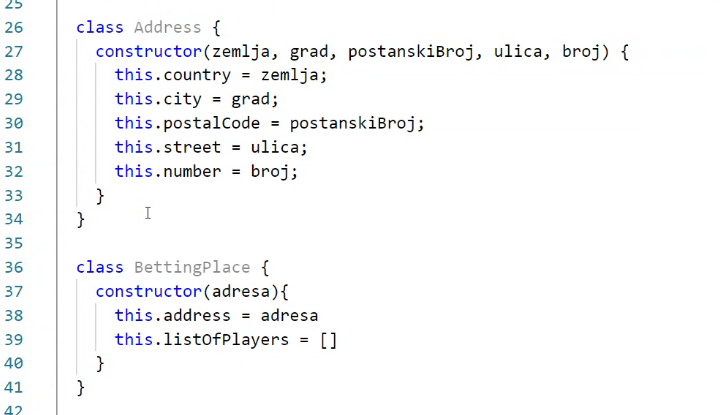 25
26 class Address {
27 constructor(zemlja, grad, postanskiBroj, ulica, broj) {
28 this.country = zemlja;
29 this.city = grad;
30 this.postalCode = postanskiBroj;
31 this.street = ulica;
32 this.number = broj;
33 }
34 }
35
36 class BettingPlace {
37 constructor(adresa){
38 this.address = adresa
39 this.listOfPlayers = []
40 }
41 }
42